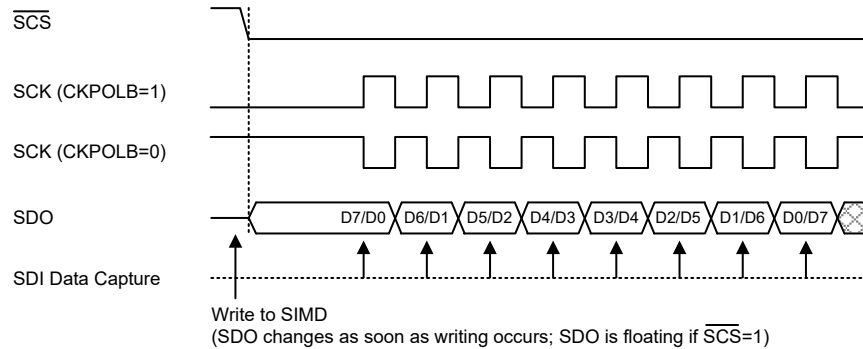 SCS
SCK (CKPOLB=1)
SCK (CKPOLB=0)
SDO D7/D0 D6/D1 D5/D2 D4/D3 D3/D4 D2/D5 D1/D6 D0/D7
SDI Data Capture
Write to SIMD
(SDO changes as soon as writing occurs; SDO is floating if SCS=1)